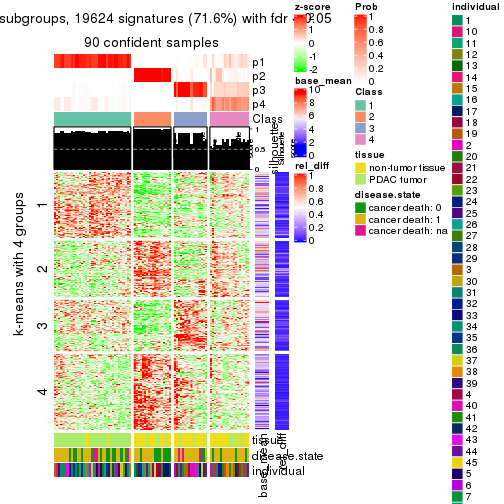 subgroups, 19624 signatures (71.6%) with fdr < 0.05
90 confident samples
p1
p2
p3
p4
Class
1
0.5
0
silhouette
1
2
3
4
k-means with 4 groups
tissue
disease.state
individual
base_mean
rel_diff
z-score
2
1
0
-1
-2
base_mean
10
8
6
4
2
0
rel_diff
1
0.8
0.6
0.4
0.2
0
Prob
1
0.8
0.6
0.4
0.2
0
Class
1
2
3
4
tissue
non-tumor tissue
PDAC tumor
disease.state
cancer death: 0
cancer death: 1
cancer death: na
individual
1
10
11
12
13
14
15
16
17
18
19
2
20
21
22
23
24
25
26
27
28
29
3
30
31
32
33
34
35
36
37
38
39
4
40
41
42
43
44
45
5
6
7